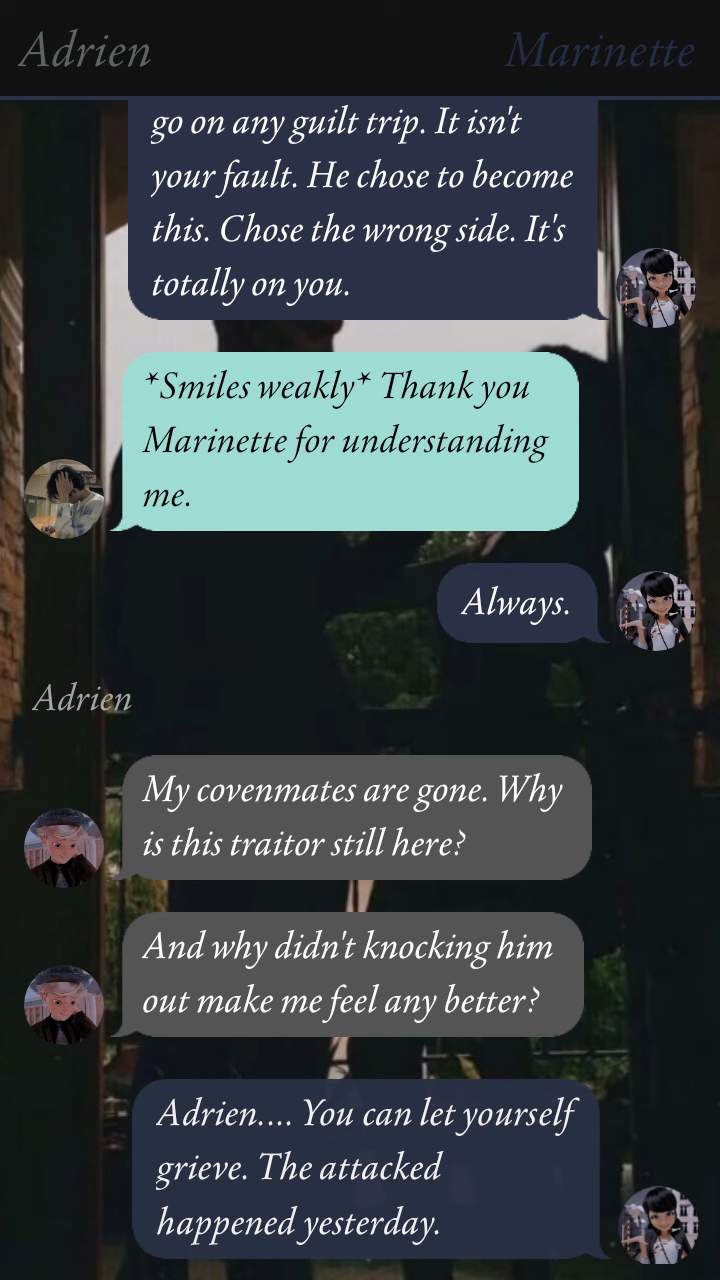 Adrien
Marinette
go on any guilt trip. It isn't
your fault. He chose to become
this. Chose the wrong side. It's
totally on you.
*Smiles weakly* Thank you
Marinette for understanding
me.
Always.
Adrien
My covenmates are gone. Why
is this traitor still here?
And why didn't knocking him
out make me feel any better?
Adrien.... You can let yourself
grieve. The attacked
happened yesterday.